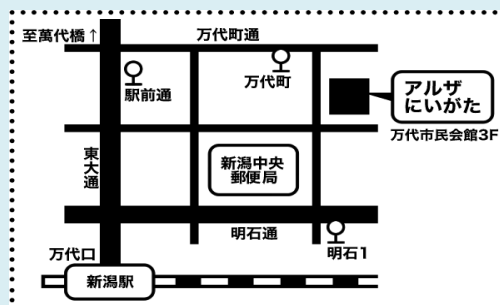 至萬代橋↑
万代町通
駅前通
万代町
アルザ
にいがた
万代市民会館3F
東大通
新潟中央
郵便局
明石通
明石1
万代口
新潟駅